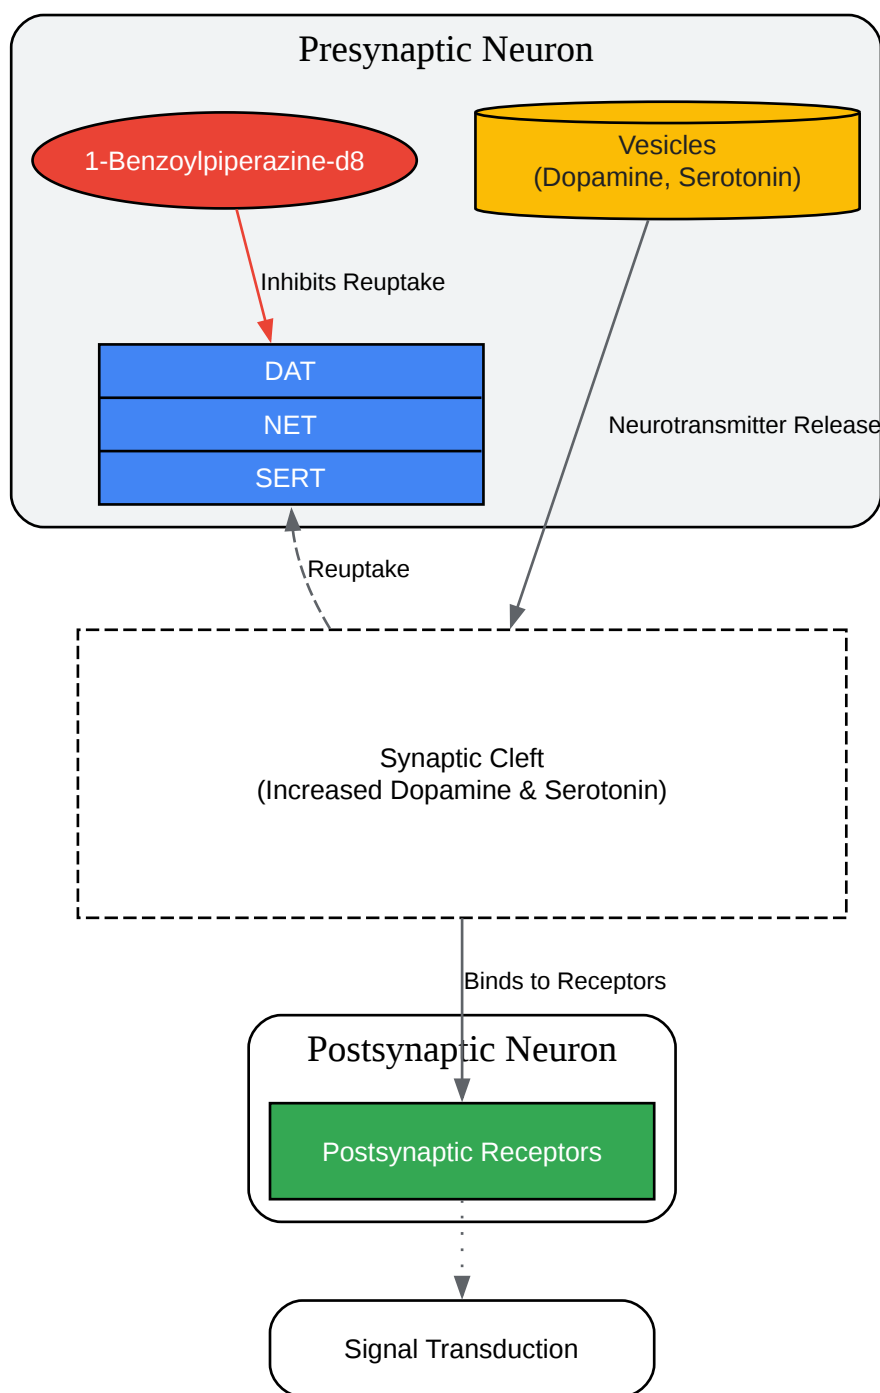 Presynaptic Neuron
1-Benzoylpiperazine-d8
Vesicles
(Dopamine, Serotonin)
Inhibits Reuptake
DAT
NET
SERT
Neurotransmitter Release
Reuptake
Synaptic Cleft
(Increased Dopamine & Serotonin)
Binds to Receptors
Postsynaptic Neuron
Postsynaptic Receptors
Signal Transduction